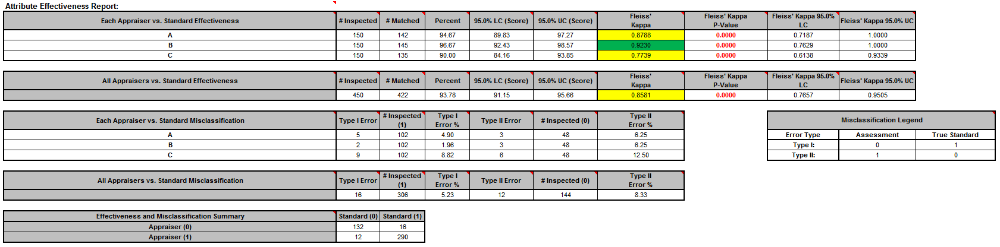 Attribute Effectiveness Report:
Each Appraiser vs. Standard Effectiveness # Inspected # Matched Percent 95.0% LC (Score) 95.0% UC (Score) Fleiss' Kappa Fleiss' Kappa P-Value Fleiss' Kappa 95.0% LC Fleiss' Kappa 95.0% UC
A 150 142 94.67 89.83 97.27 0.8788 0.0000 0.7187 1.0000
B 150 145 96.67 92.43 98.57 0.9230 0.0000 0.7629 1.0000
C 150 135 90.00 84.16 93.85 0.7739 0.0000 0.6138 0.9339
All Appraisers vs. Standard Effectiveness # Inspected # Matched Percent 95.0% LC (Score) 95.0% UC (Score) Fleiss' Kappa Fleiss' Kappa P-Value Fleiss' Kappa 95.0% LC Fleiss' Kappa 95.0% UC
450 422 93.78 91.15 95.66 0.8581 0.0000 0.7657 0.9505
Each Appraiser vs. Standard Misclassification Type I Error # Inspected (1) Type I Error % Type II Error # Inspected (0) Type II Error %
A 5 102 4.90 3 48 6.25
B 2 102 1.96 3 48 6.25
C 9 102 8.82 6 48 12.50
Misclassification Legend
Error Type Assessment True Standard
Type I: 0 1
Type II: 1 0
All Appraisers vs. Standard Misclassification Type I Error # Inspected (1) Type I Error % Type II Error # Inspected (0) Type II Error %
16 306 5.23 12 144 8.33
Effectiveness and Misclassification Summary Standard (0) Standard (1)
Appraiser (0) 132 16
Appraiser (1) 12 290